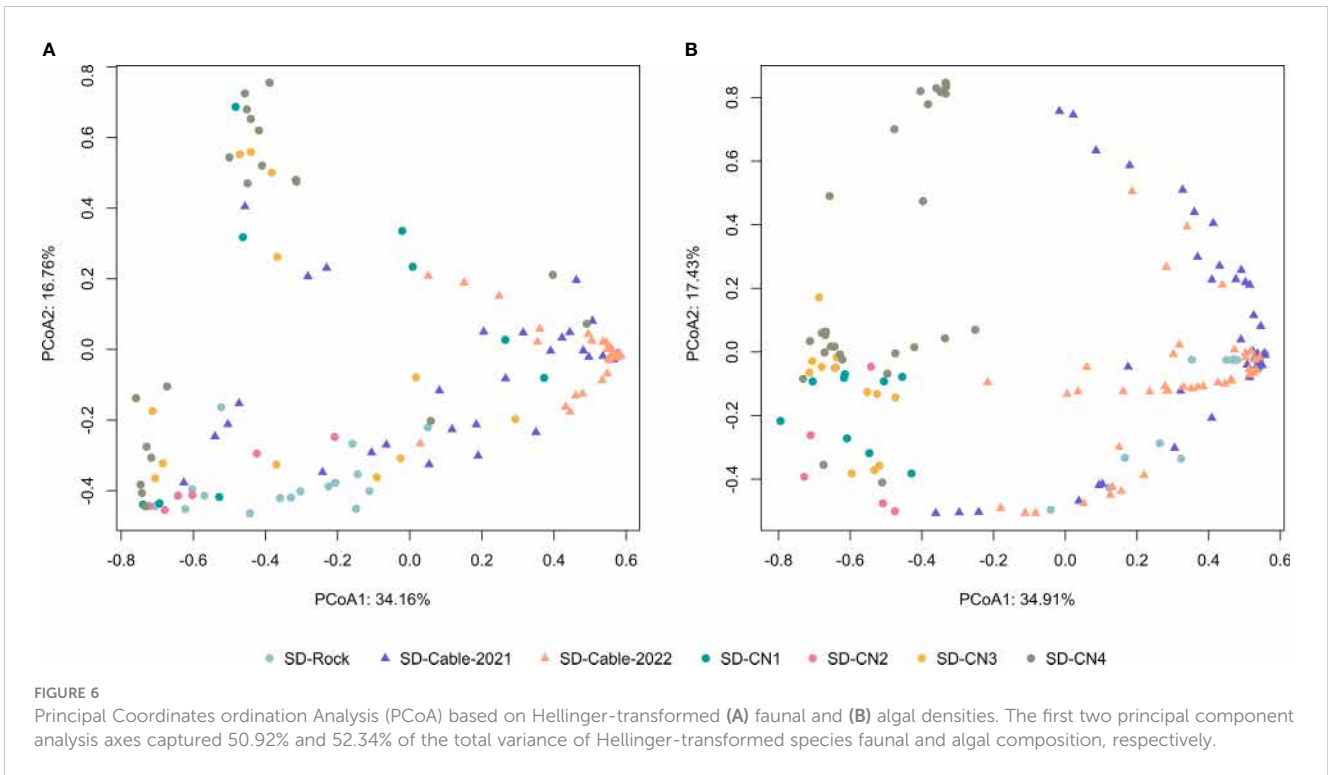 A
B
0.8
0.6
0.4
0.2
0.0
-0.2
-0.4
PCoA2: 16.76%
-0.8 -0.6 -0.4 -0.2 0.0 0.2 0.4 0.6
PCoA1: 34.16%
0.8
0.6
0.4
0.2
0.0
-0.2
-0.4
PCoA2: 17.43%
-0.8 -0.6 -0.4 -0.2 0.0 0.2 0.4 0.6
PCoA1: 34.91%
SD-Rock SD-Cable-2021 SD-Cable-2022 SD-CN1 SD-CN2 SD-CN3 SD-CN4
FIGURE 6
Principal Coordinates ordination Analysis (PCoA) based on Hellinger-transformed (A) faunal and (B) algal densities. The first two principal component
analysis axes captured 50.92% and 52.34% of the total variance of Hellinger-transformed species faunal and algal composition, respectively.